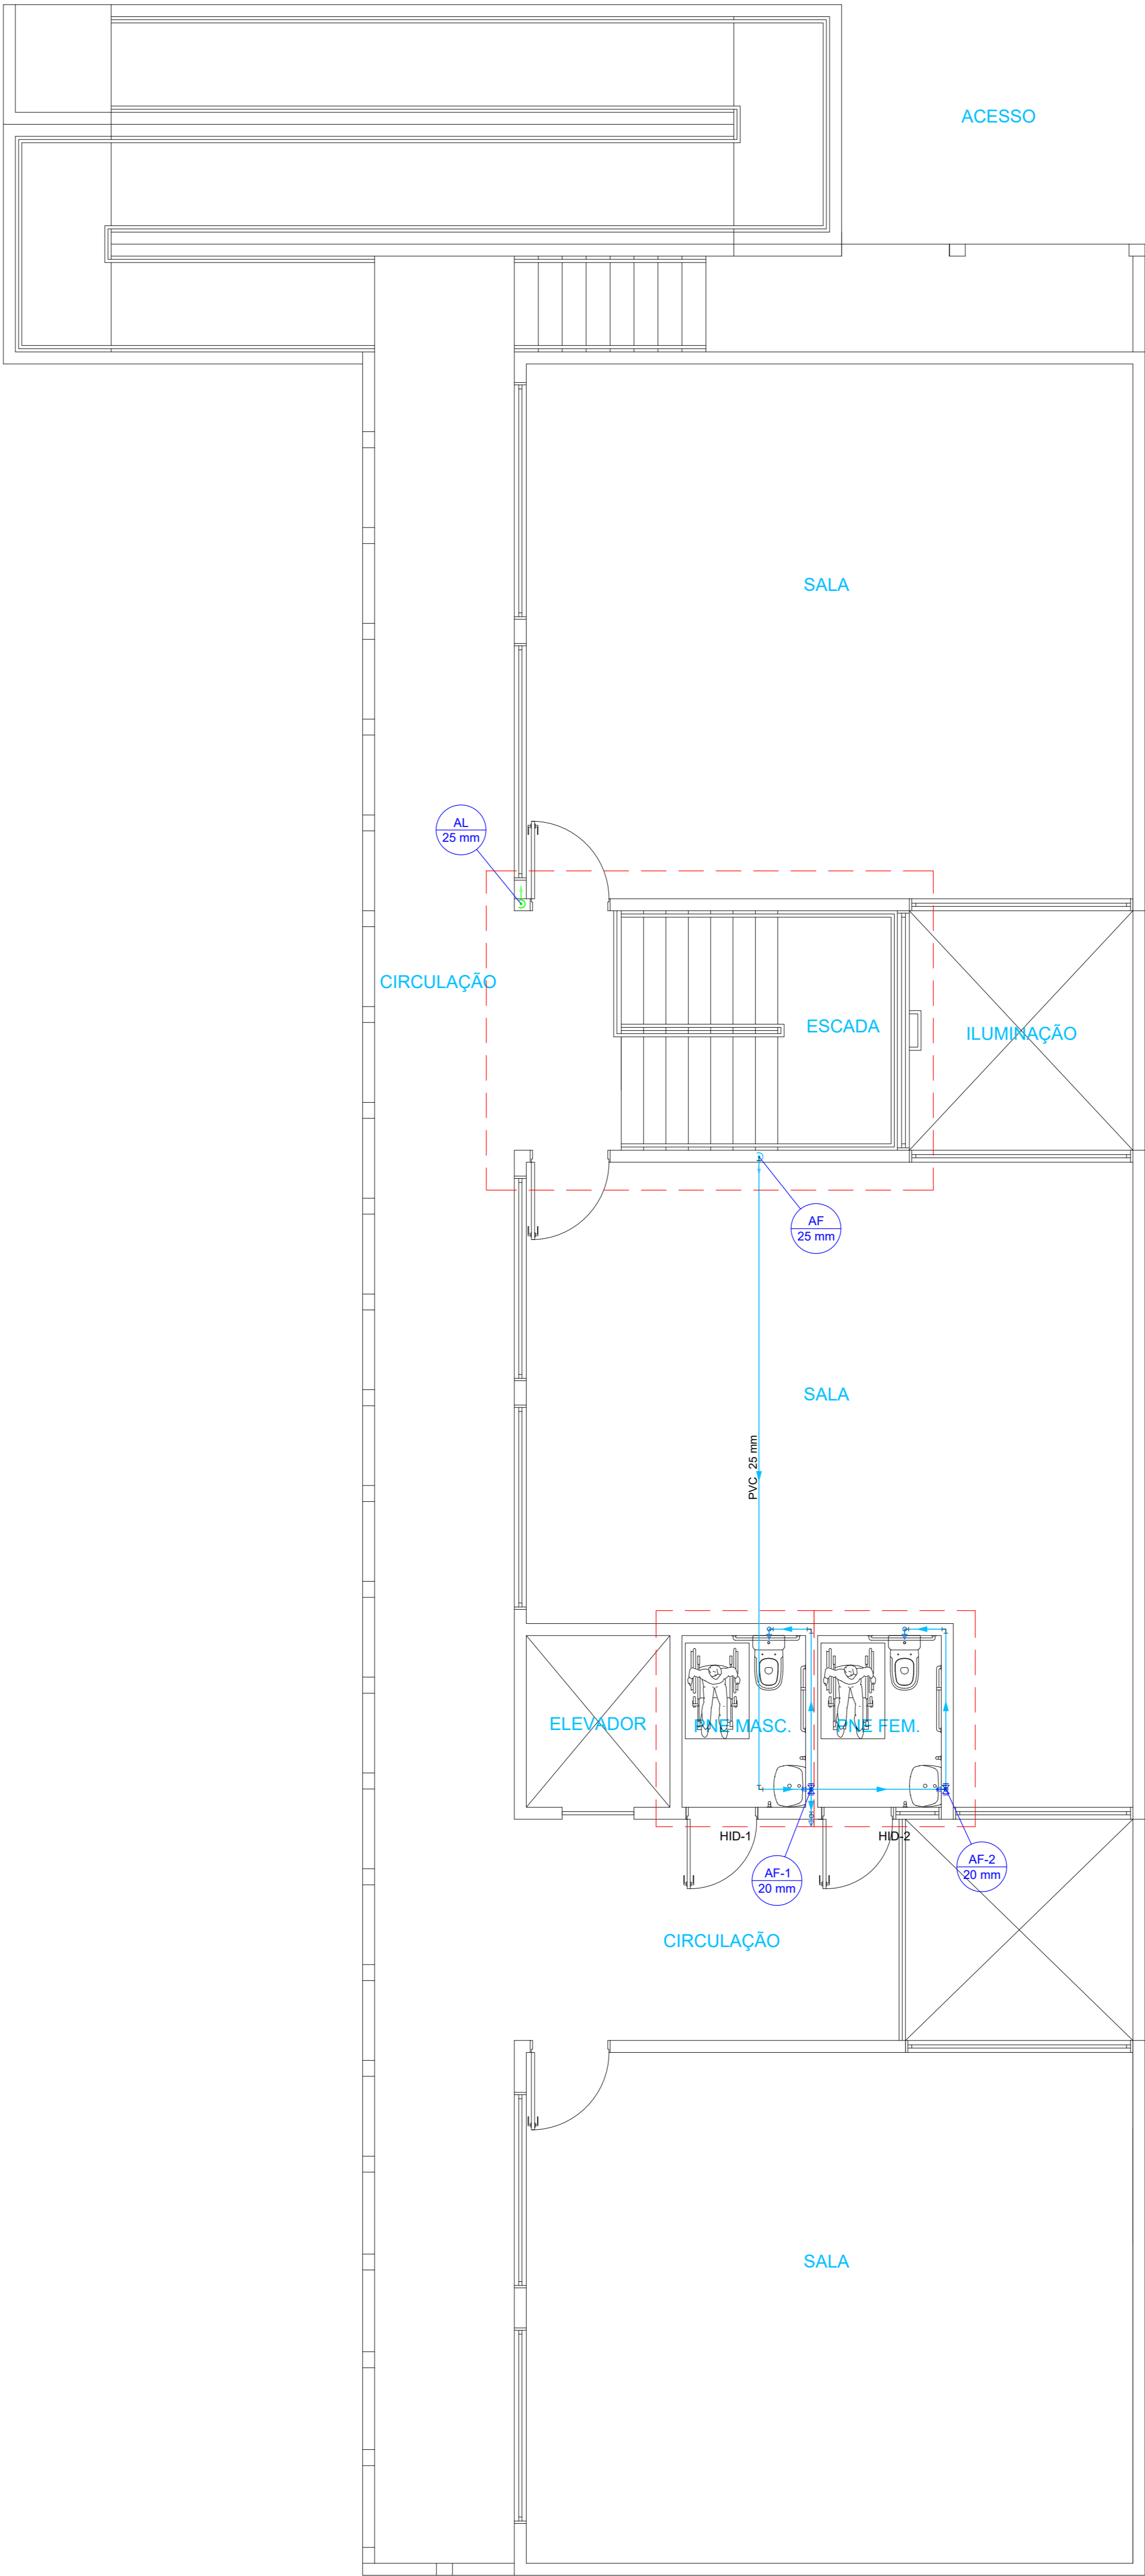 ACESSO
SALA
AL
25 mm
CIRCULAÇÃO
ESCADA
ILUMINAÇÃO
AF
25 mm
SALA
PVC 25 mm
ELEVADOR
PNE MASC.
PNE FEM.
HID-1
HID-2
AF-1
20 mm
AF-2
20 mm
CIRCULAÇÃO
SALA